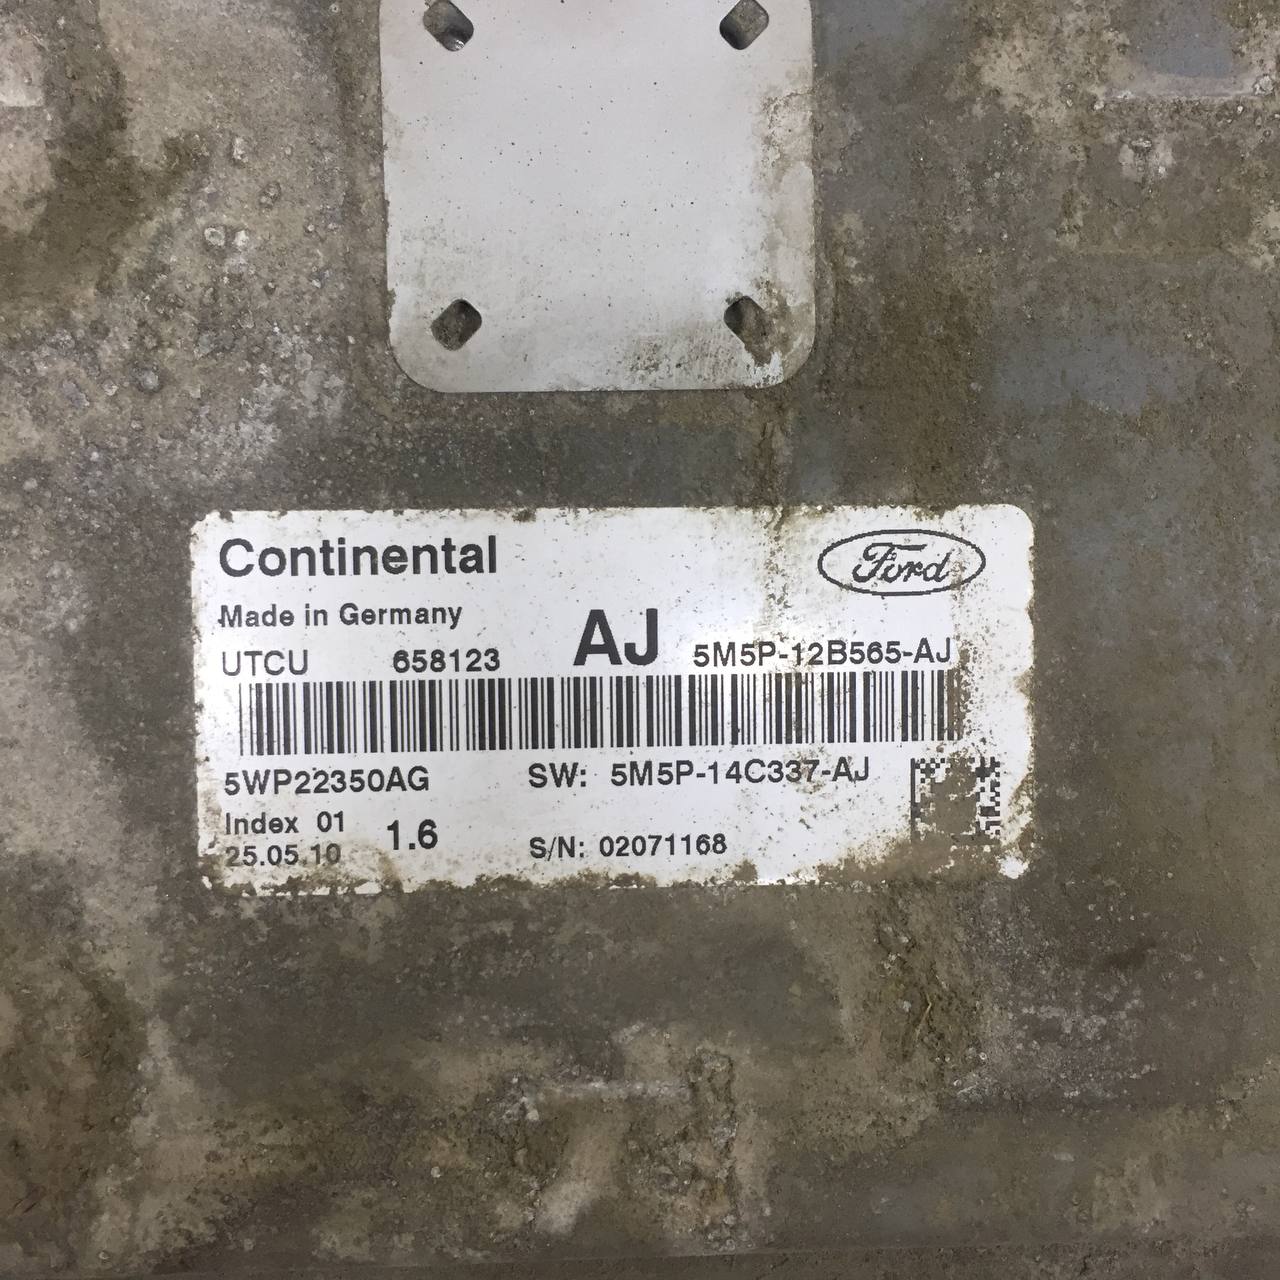 Continental
Ford
Made in Germany
UTCU 658123 AJ 5M5P-12B565-AJ
5WP22350AG SW: 5M5P-14C337-AJ
Index 01 1.6
25.05.10 S/N: 02071168